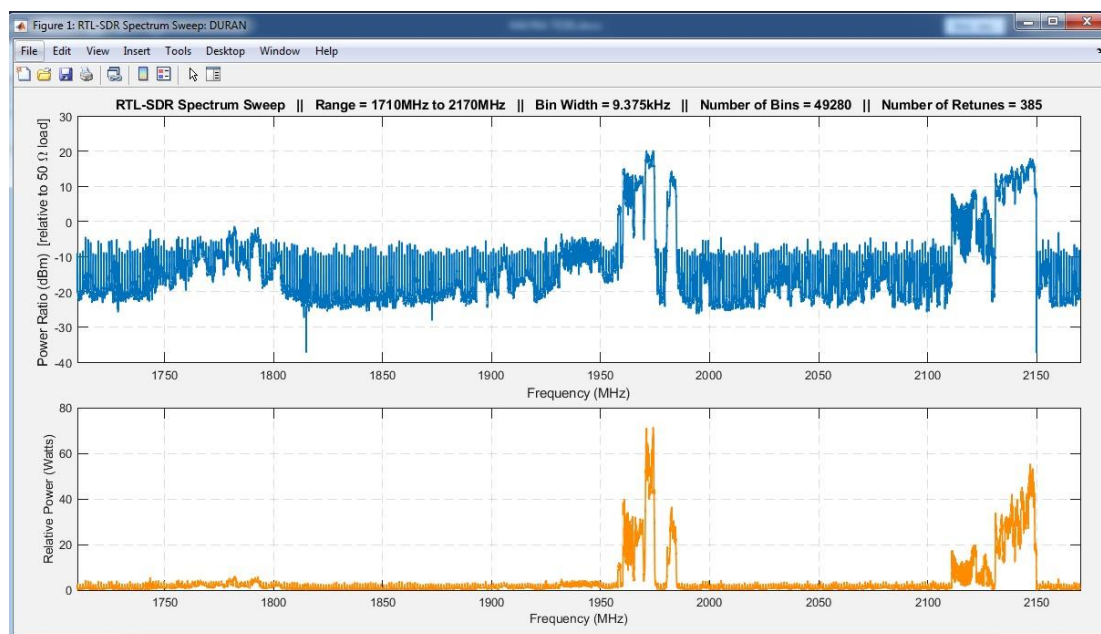 Figure 1: RTL-SDR Spectrum Sweep: DURAN
File Edit View Insert Tools Desktop Window Help
RTL-SDR Spectrum Sweep || Range = 1710MHz to 2170MHz || Bin Width = 9.375kHz || Number of Bins = 49280 || Number of Retunes = 385
Power Ratio (dBm) [relative to 50 Ω load]
30
20
10
0
-10
-20
-30
-40
1750 1800 1850 1900 1950 2000 2050 2100 2150
Frequency (MHz)
Relative Power (Watts)
80
60
40
20
0
1750 1800 1850 1900 1950 2000 2050 2100 2150
Frequency (MHz)